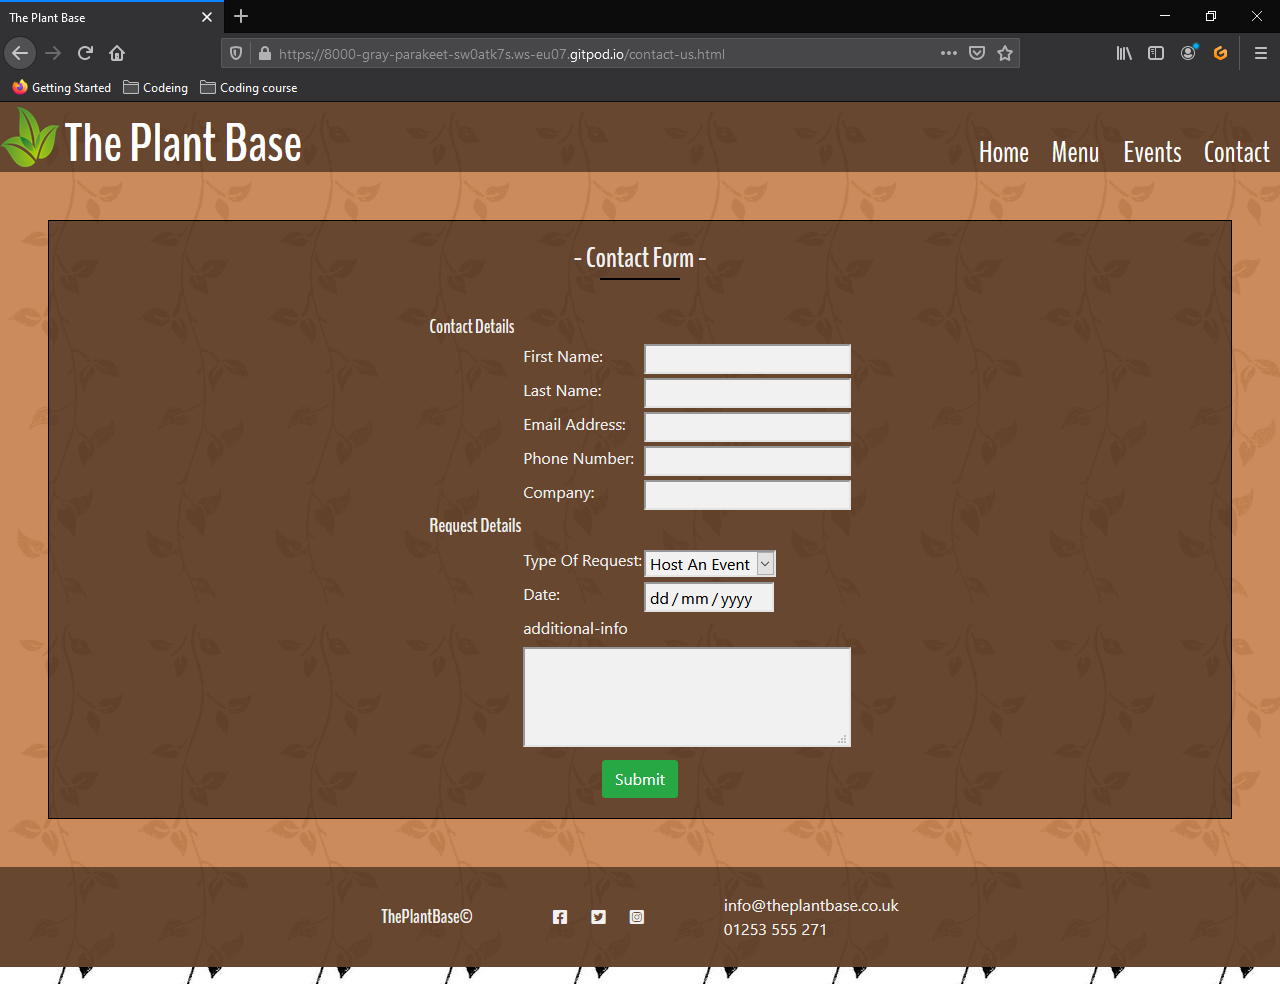 The Plant Base
https://8000-gray-parakeet-sw0atk7s.ws-eu07.gitpod.io/contact-us.html
Getting Started Codeing Coding course
The Plant Base
Home Menu Events Contact
- Contact Form -
Contact Details
First Name:
Last Name:
Email Address:
Phone Number:
Company:
Request Details
Type Of Request: Host An Event
Date: dd / mm / yyyy
additional-info
Submit
ThePlantBase©
info@theplantbase.co.uk
01253 555 271